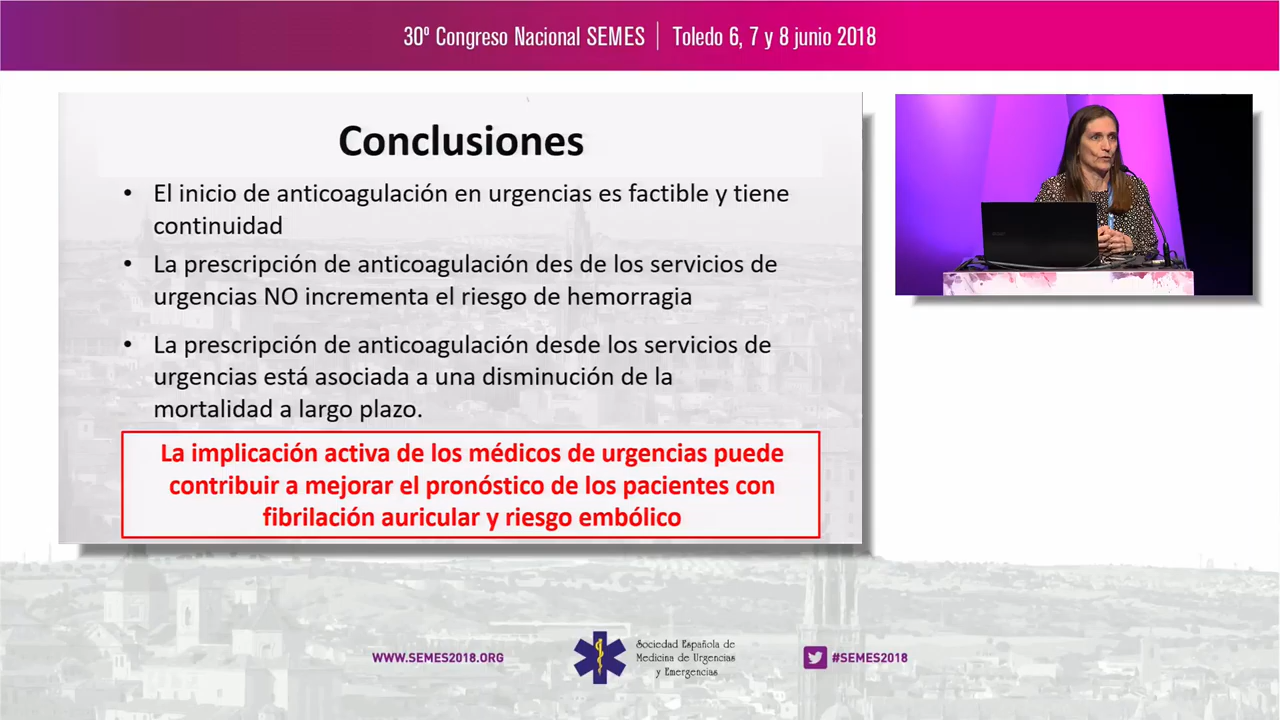 30º Congreso Nacional SEMES | Toledo 6, 7 y 8 junio 2018
Conclusiones
• El inicio de anticoagulación en urgencias es factible y tiene
continuidad
• La prescripción de anticoagulación des de los servicios de
urgencias NO incrementa el riesgo de hemorragia
• La prescripción de anticoagulación desde los servicios de
urgencias está asociada a una disminución de la
mortalidad a largo plazo.
La implicación activa de los médicos de urgencias puede
contribuir a mejorar el pronóstico de los pacientes con
fibrilación auricular y riesgo embólico
WWW.SEMES2018.ORG
Sociedad Española de
Medicina de Urgencias
y Emergencias
#SEMES2018